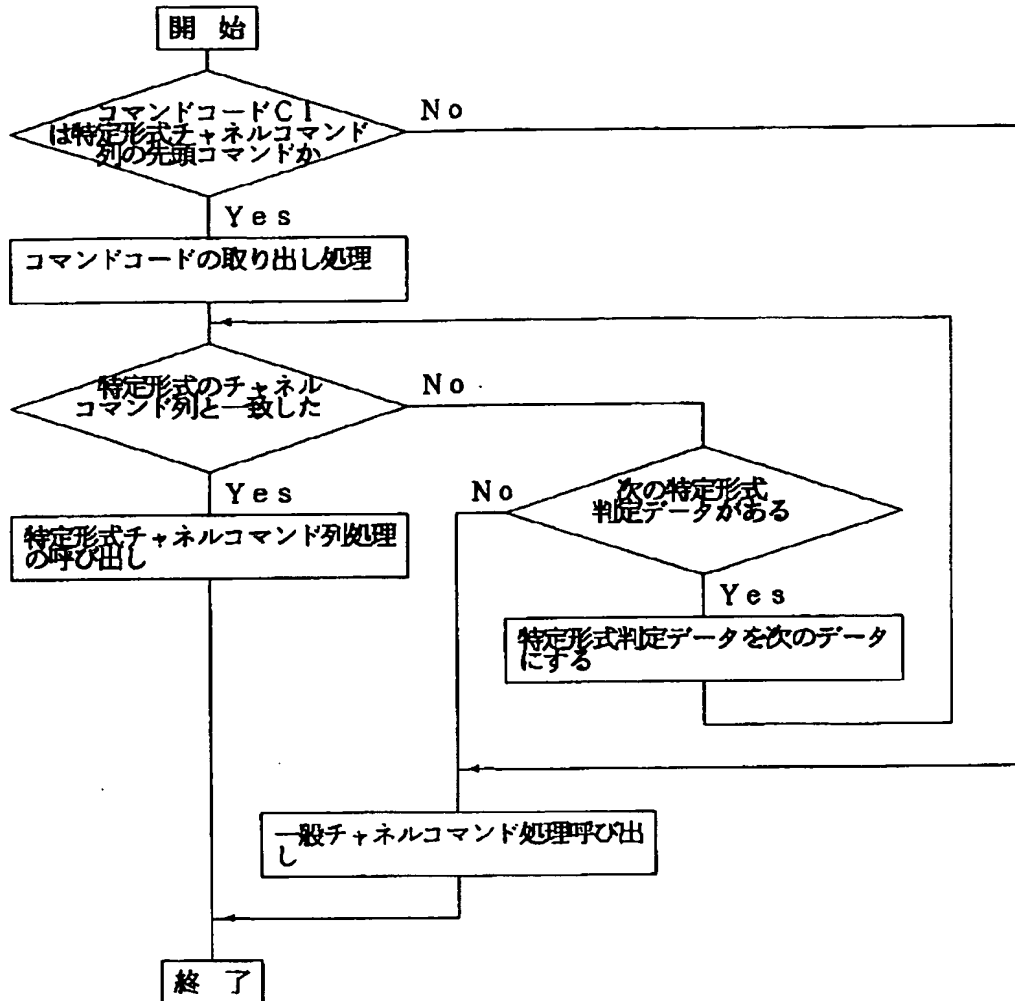 開 始
コマンドコードC1
は特定形式チャネルコマンド
列の先頭コマンドか
No
Yes
コマンドコードの取り出し処理
特定形式のチャネル
コマンド列と一致した
No
Yes
次の特定形式
判定データがある
No
Yes
特定形式チャネルコマンド列処理
の呼び出し
特定形式判定データを次のデータ
にする
一般チャネルコマンド処理呼び出
し
終 了